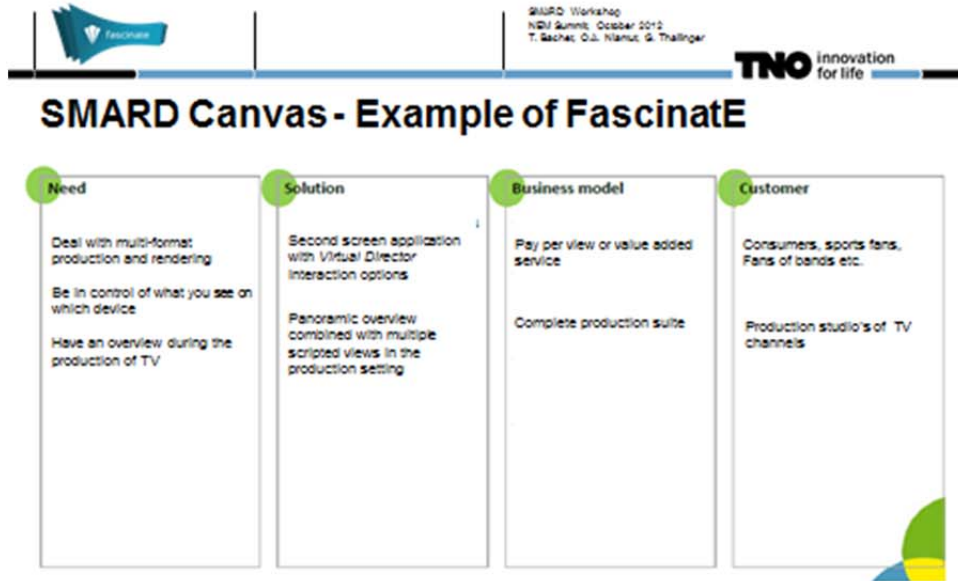 fascinate
SMARD Workshop
NEM Summit, October 2012
T. Bachet, O.A. Niamut, G. Thallinger
TNO innovation
for life
SMARD Canvas - Example of FascinatE
Need
Deal with multi-format
production and rendering
Be in control of what you see on
which device
Have an overview during the
production of TV
Solution
Second screen application
with Virtual Director
interaction options
Panoramic overview
combined with multiple
scripted views in the
production setting
Business model
Pay per view or value added
service
Complete production suite
Customer
Consumers, sports fans,
Fans of bands etc.
Production studio's of TV
channels